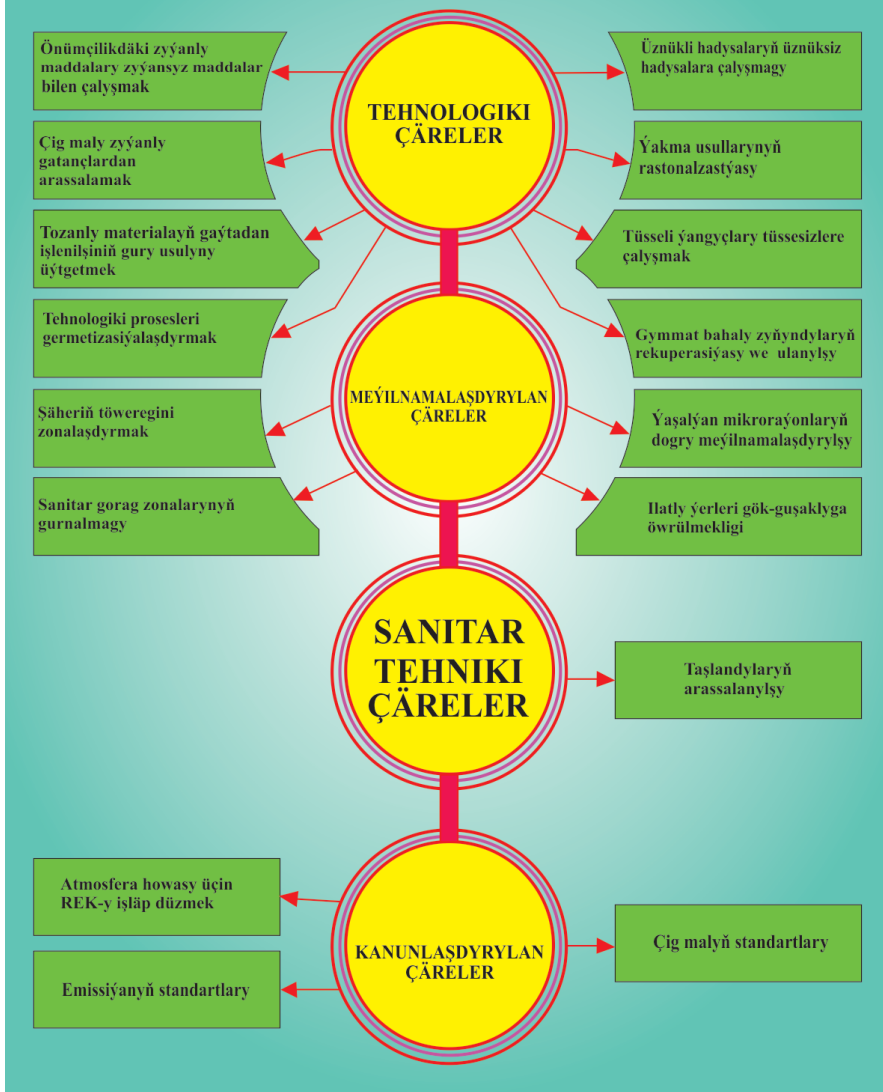 Önümçilikdäki zyýanly
maddalary zyýansyz maddalar
bilen çalyşmak
Çig maly zyýanly
gatançlardan
arassalamak
Tozanly materialayň gaýtadan
işlenilşiniň gury usulyny
üýtgetmek
Tehnologiki prosesleri
germetizasiýalaşdyrmak
TEHNOLOGIKI
ÇÄRELER
Üznükli hadysalaryň üznüksiz
hadysalara çalyşmagy
Ýakma usullarynyň
rastonalzastýasy
Tüsseli ýangyçlary tüssesizlere
çalyşmak
Gymmat bahaly zyňyndylaryň
rekuperasiýasy we ulanylşy
Şäheriň töweregini
zonalaşdyrmak
Sanitar gorag zonalarynyň
gurnalmagy
MEÝILNAMALAŞDYRYLAN
ÇÄRELER
Ýaşalýan mikroraýonlaryň
dogry meýilnamalaşdyrylşy
Ilatly ýerleri gök-guşaklyga
öwrülmekligi
SANITAR
TEHNIKI
ÇÄRELER
Taşlandylaryň
arassalanylşy
Atmosfera howasy üçin
REK-y işläp düzmek
Emissiýanyň standartlary
KANUNLAŞDYRYLAN
ÇÄRELER
Çig malyň standartlary